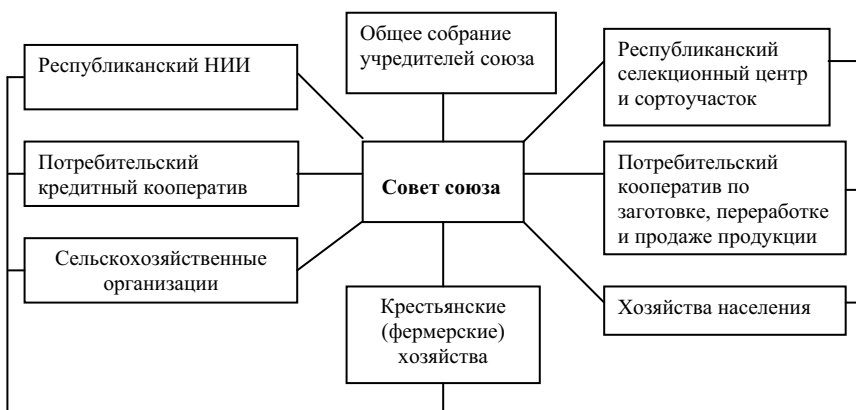 Общее собрание
учредителей союза
Республиканский НИИ
Республиканский
селекционный центр
и сортоучасток
Потребительский
кредитный кооператив
Совет союза
Потребительский
кооператив по
заготовке, переработке
и продаже продукции
Сельскохозяйственные
организации
Крестьянские
(фермерские)
хозяйства
Хозяйства населения